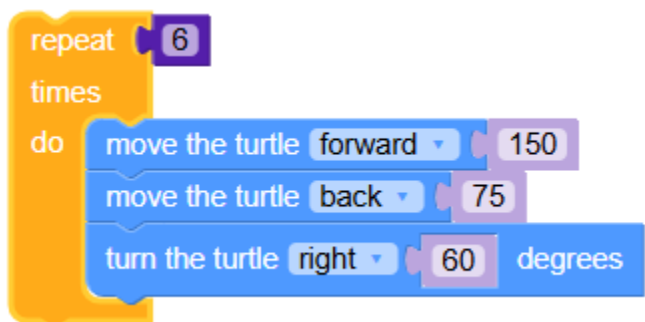 repeat 6
times
do move the turtle forward 150
move the turtle back 75
turn the turtle right 60 degrees